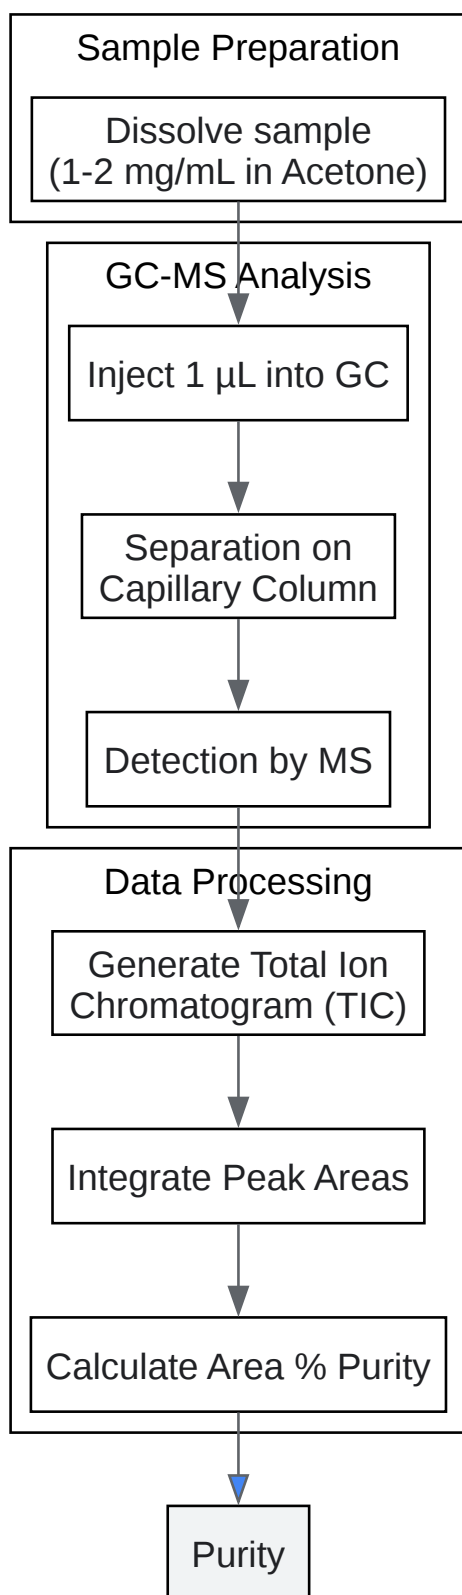 Sample Preparation
Dissolve sample
(1-2 mg/mL in Acetone)
GC-MS Analysis
Inject 1 µL into GC
Separation on
Capillary Column
Detection by MS
Data Processing
Generate Total Ion
Chromatogram (TIC)
Integrate Peak Areas
Calculate Area % Purity
Purity